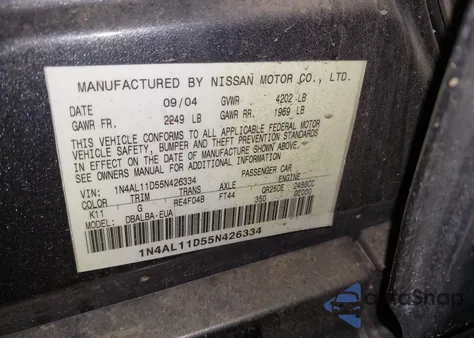 MANUFACTURED BY NISSAN MOTOR CO., LTD.
DATE 09/04 GVWR 4202 LB
GAWR FR. 2249 LB GAWR RR. 1969 LB
THIS VEHICLE CONFORMS TO ALL APPLICABLE FEDERAL MOTOR
VEHICLE SAFETY, BUMPER AND THEFT PREVENTION STANDARDS
IN EFFECT ON THE DATE OF MANUFACTURE SHOWN ABOVE.
SEE OWNERS MANUAL FOR ADDITIONAL INFORMATION
VIN: 1N4AL11D55N426334 PASSENGER CAR
COLOR TRIM TRANS AXLE ENGINE
K11 G RE4F04B FT44 QR25DE 2488CC
MODEL: DBALBA-EUA 350
1N4AL11D55N426334
AutoSnap